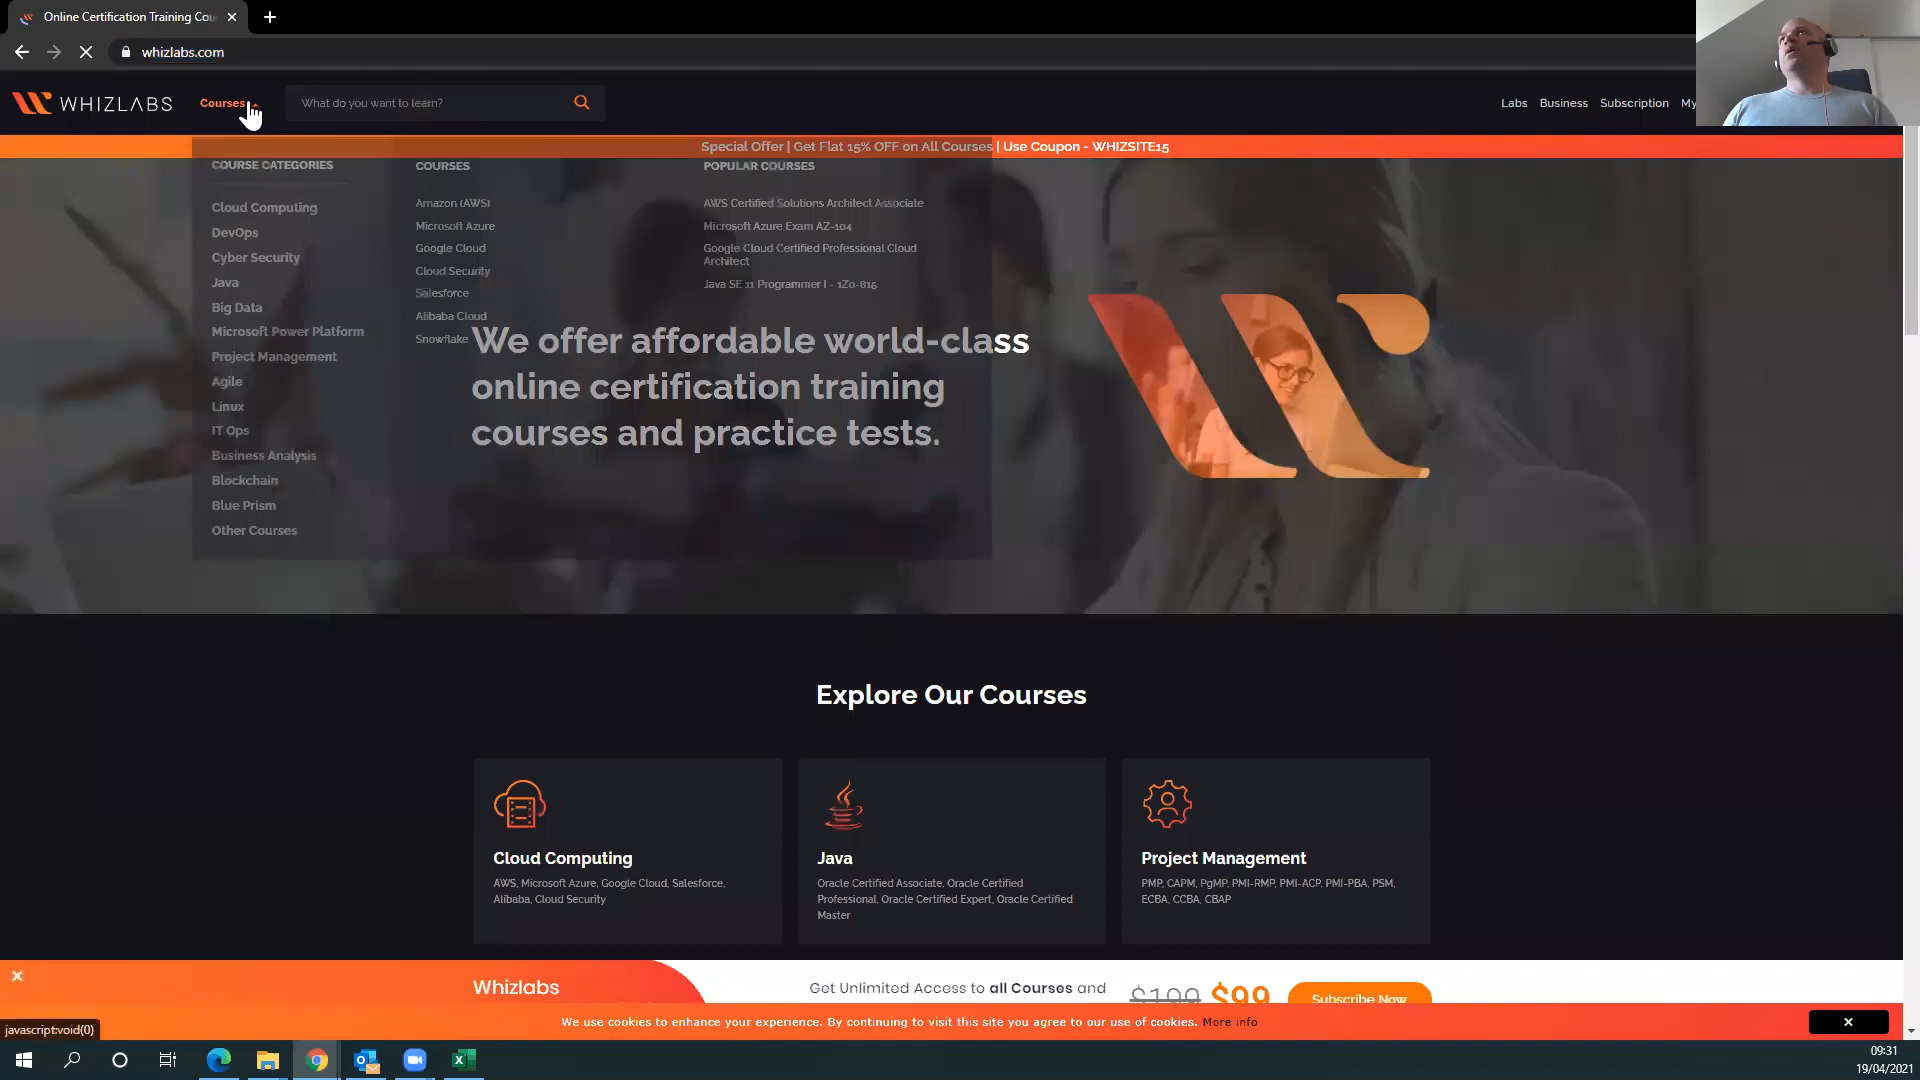 Online Certification Training Cou
whizlabs.com
WHIZLABS
Courses
What do you want to learn?
Labs
Business
Subscription
My
Special Offer | Get Flat 15% OFF on All Courses | Use Coupon - WHIZSITE15
COURSE CATEGORIES
Cloud Computing
DevOps
Cyber Security
Java
Big Data
Microsoft Power Platform
Project Management
Agile
Linux
IT Ops
Business Analysis
Blockchain
Blue Prism
Other Courses
COURSES
Amazon (AWS)
Microsoft Azure
Google Cloud
Cloud Security
Salesforce
Alibaba Cloud
Snowflake
POPULAR COURSES
AWS Certified Solutions Architect Associate
Microsoft Azure Exam AZ-104
Google Cloud Certified Professional Cloud
Architect
Java SE 11 Programmer I - 1Z0-815
We offer affordable world-class
online certification training
courses and practice tests.
Explore Our Courses
Cloud Computing
AWS, Microsoft Azure, Google Cloud, Salesforce,
Alibaba, Cloud Security
Java
Oracle Certified Associate, Oracle Certified
Professional, Oracle Certified Expert, Oracle Certified
Master
Project Management
PMP, CAPM, PgMP, PMI-RMP, PMI-ACP, PMI-PBA, PSM,
ECBA, CCBA, CBAP
Whizlabs
Get Unlimited Access to all Courses and
$199 $99
Subscribe Now
We use cookies to enhance your experience. By continuing to visit this site you agree to our use of cookies. More info
javascript:void(0)
09:31
19/04/2021